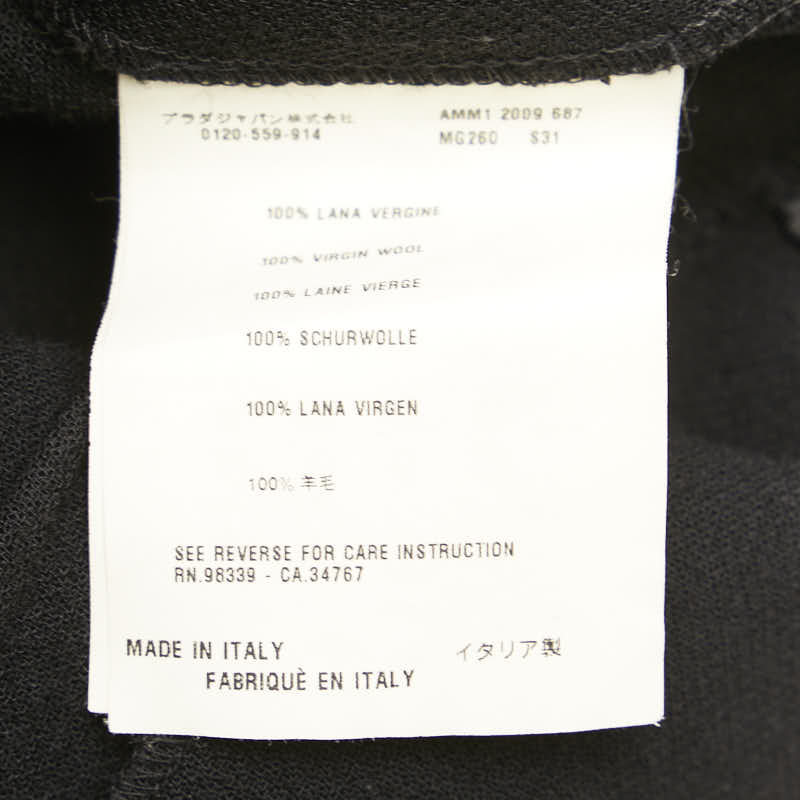 プラダジャパン株式会社
0120-559-914
AMM1 2009 687
MG260 S31
100% LANA VERGINE
100% VIRGIN WOOL
100% LAINE VIERGE
100% SCHURWOLLE
100% LANA VIRGEN
100% 羊毛
SEE REVERSE FOR CARE INSTRUCTION
RN.98339 - CA.34767
MADE IN ITALY
イタリア製
FABRIQUÈ EN ITALY